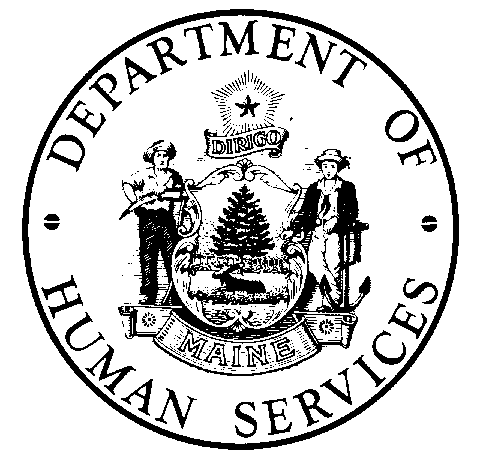 DEPARTMENT OF
DIRIGO
MAINE
HUMAN SERVICES